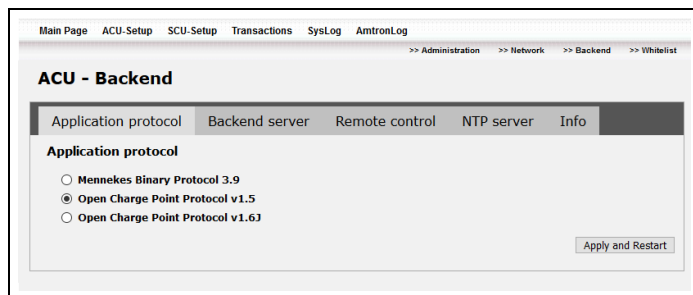 Main Page ACU-Setup SCU-Setup Transactions SysLog AmtronLog
>> Administration >> Network >> Backend >> Whitelist
ACU - Backend
Application protocol Backend server Remote control NTP server Info
Application protocol
Mennekes Binary Protocol 3.9
Open Charge Point Protocol v1.5
Open Charge Point Protocol v1.6J
Apply and Restart